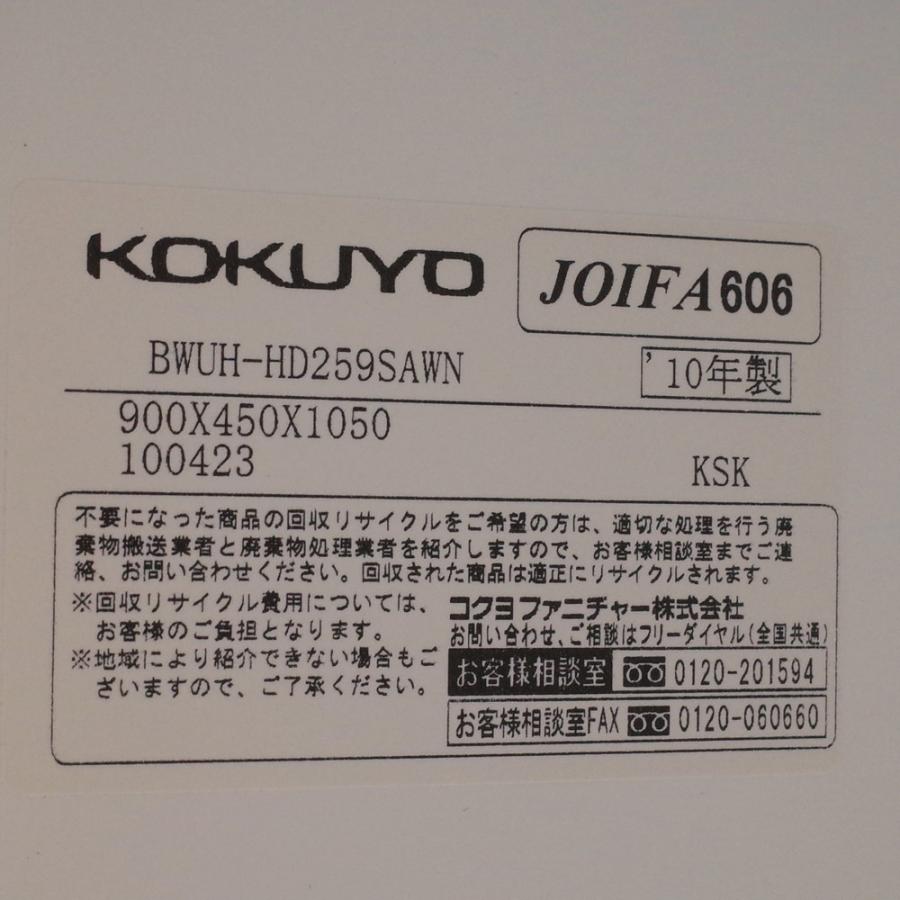 KOKUYO
JOIFA606
BWUH-HD259SAWN
'10年製
900X450X1050
100423
KSK
不要になった商品の回収リサイクルをご希望の方は、適切な処理を行う廃
棄物搬送業者と廃棄物処理業者を紹介しますので、お客様相談室までご連
絡、お問い合わせください。回収された商品は適正にリサイクルされます。
※回収リサイクル費用については、
お客様のご負担となります。
※地域により紹介できない場合もご
ざいますので、ご了承ください。
コクヨファニチャー株式会社
お問い合わせ、ご相談はフリーダイヤル(全国共通)
お客様相談室 0120-201594
お客様相談室FAX 0120-060660